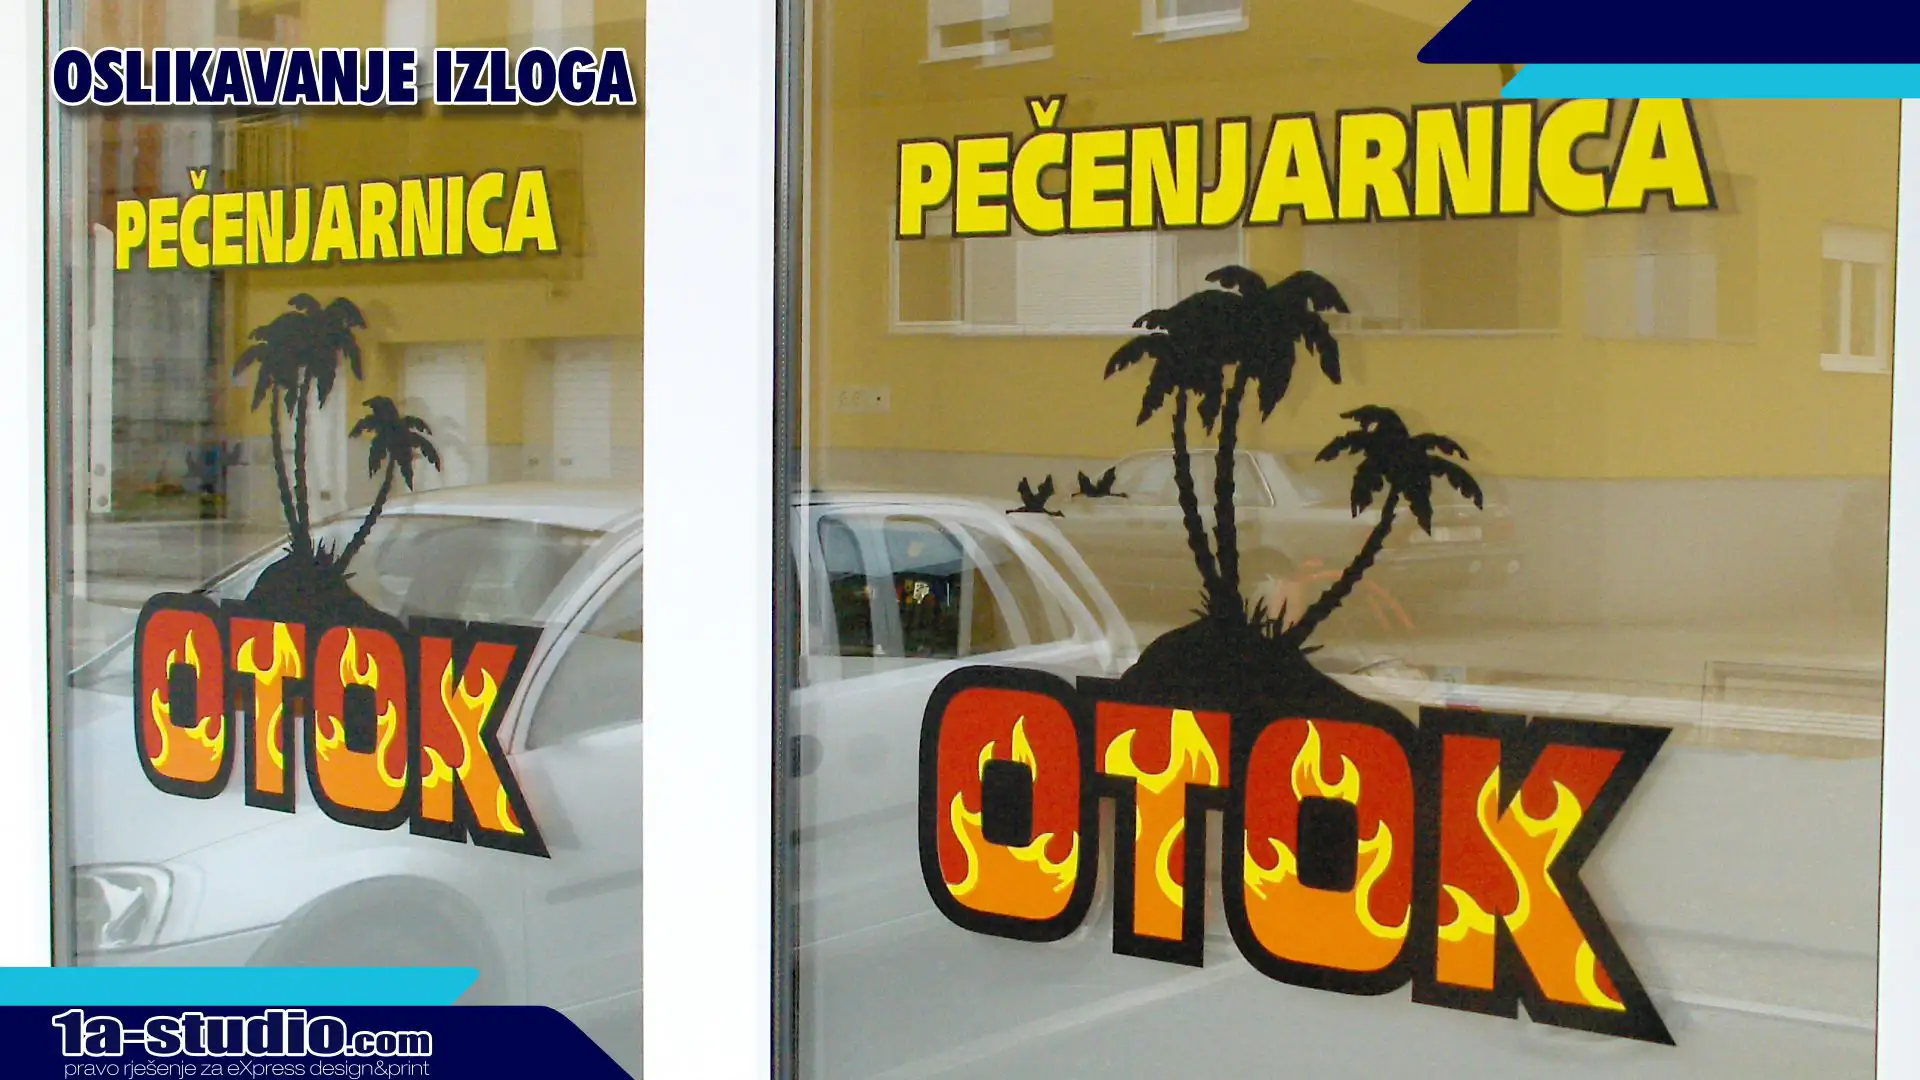 OSLIKAVANJE IZLOGA
PEČENJARNICA
OTOK
PEČENJARNICA
OTOK
1a-studio.com
pravo rješenje za eXpress design&print